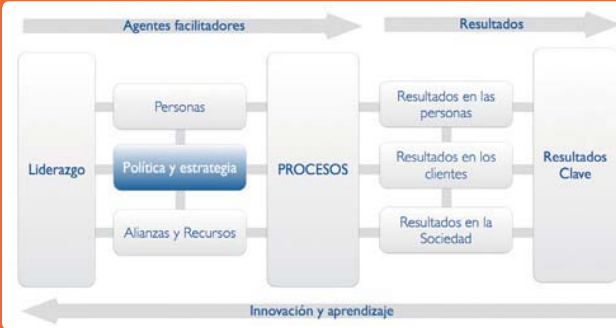 Agentes facilitadores
Resultados
Liderazgo
Personas
Política y estrategia
Alianzas y Recursos
PROCESOS
Resultados en las
personas
Resultados en los
clientes
Resultados en la
Sociedad
Resultados
Clave
Innovación y aprendizaje